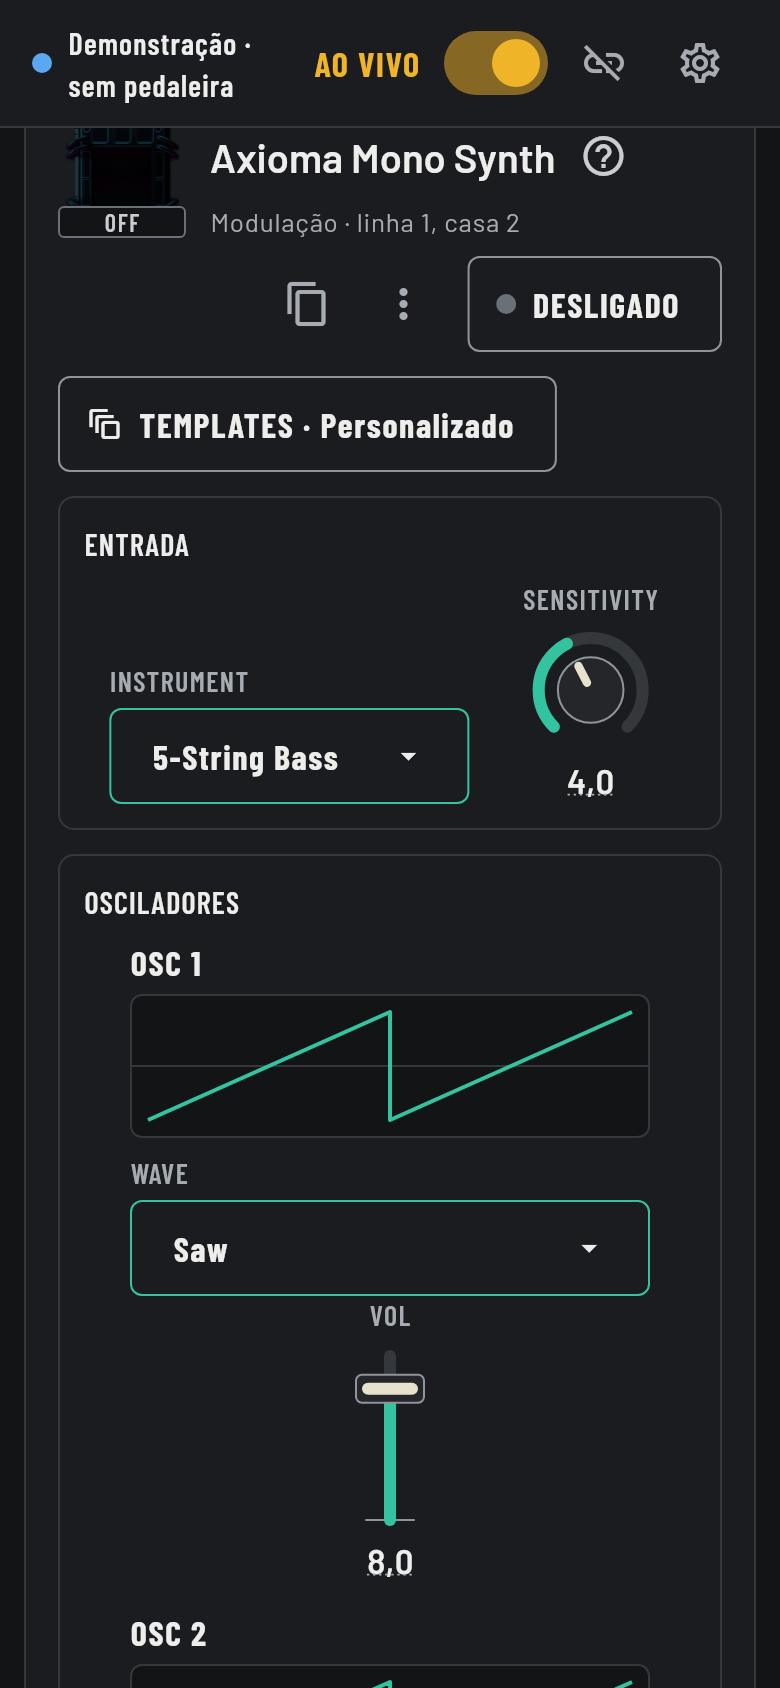 Demonstração ·
sem pedaleira
AO VIVO
Axioma Mono Synth
OFF
Modulação · linha 1, casa 2
DESLIGADO
TEMPLATES · Personalizado
ENTRADA
SENSITIVITY
INSTRUMENT
5-String Bass
4,0
OSCILADORES
OSC 1
WAVE
Saw
VOL
8,0
OSC 2